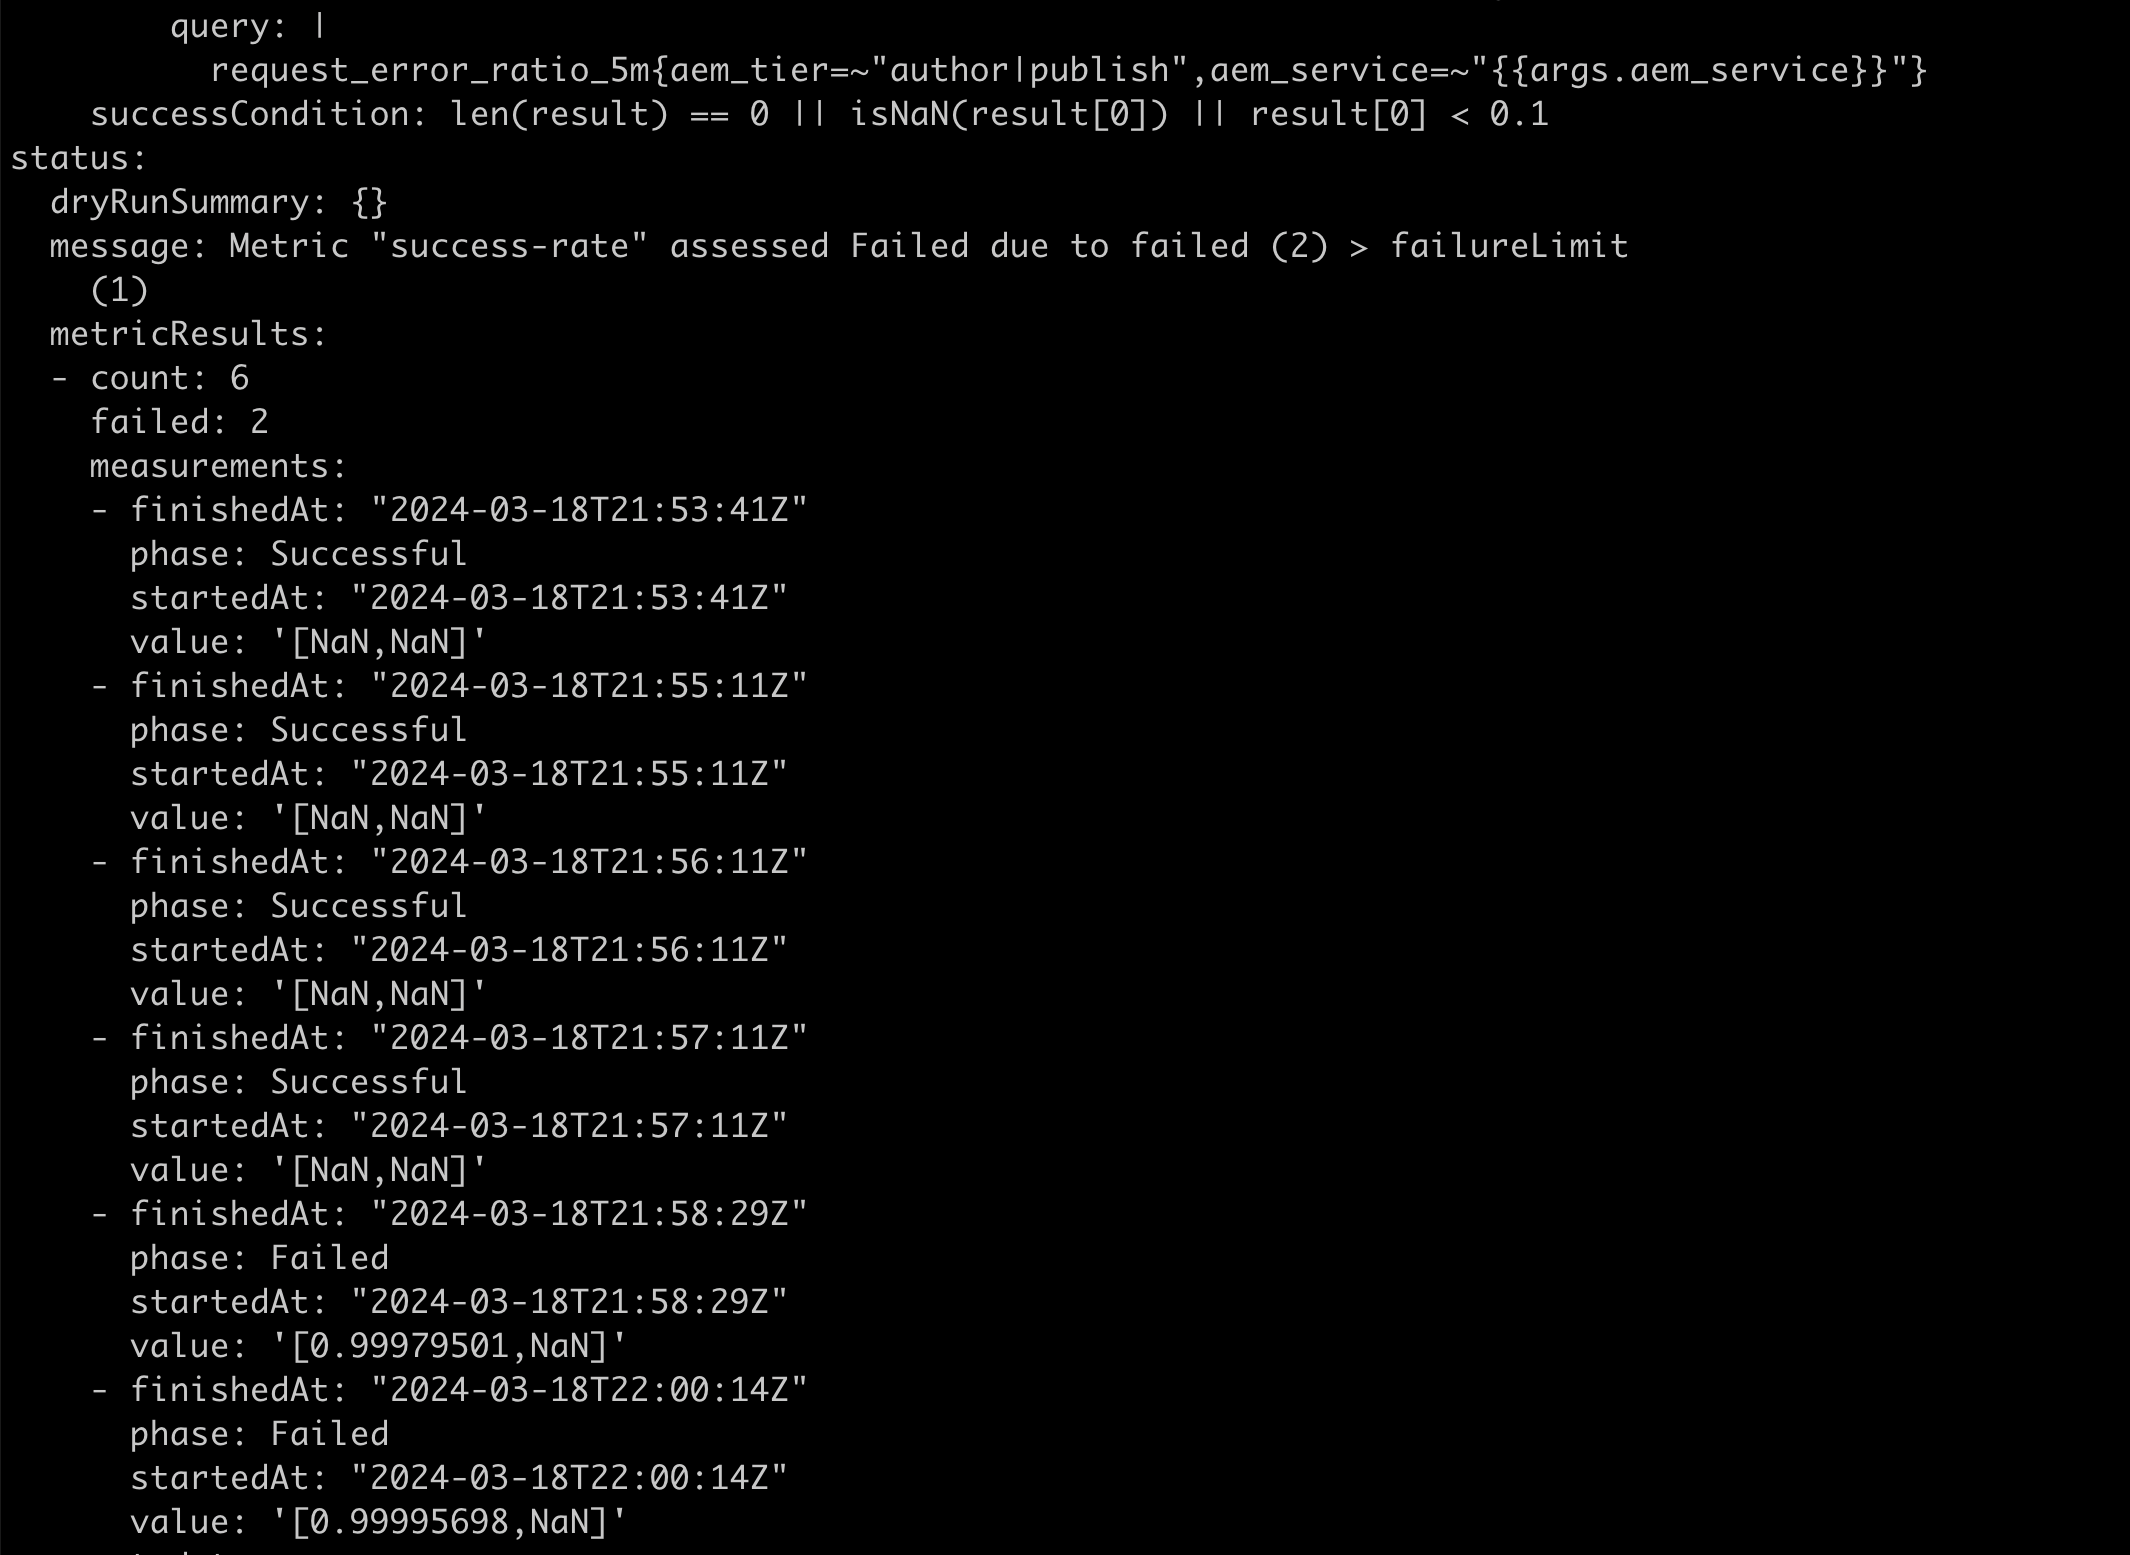 query: |
request_error_ratio_5m{aem_tier=~"author|publish",aem_service=~"{{args.aem_service}}"}
successCondition: len(result) == 0 || isNaN(result[0]) || result[0] < 0.1
status:
dryRunSummary: {}
message: Metric "success-rate" assessed Failed due to failed (2) > failureLimit
(1)
metricResults:
- count: 6
failed: 2
measurements:
- finishedAt: "2024-03-18T21:53:41Z"
phase: Successful
startedAt: "2024-03-18T21:53:41Z"
value: '[NaN,NaN]'
- finishedAt: "2024-03-18T21:55:11Z"
phase: Successful
startedAt: "2024-03-18T21:55:11Z"
value: '[NaN,NaN]'
- finishedAt: "2024-03-18T21:56:11Z"
phase: Successful
startedAt: "2024-03-18T21:56:11Z"
value: '[NaN,NaN]'
- finishedAt: "2024-03-18T21:57:11Z"
phase: Successful
startedAt: "2024-03-18T21:57:11Z"
value: '[NaN,NaN]'
- finishedAt: "2024-03-18T21:58:29Z"
phase: Failed
startedAt: "2024-03-18T21:58:29Z"
value: '[0.99979501,NaN]'
- finishedAt: "2024-03-18T22:00:14Z"
phase: Failed
startedAt: "2024-03-18T22:00:14Z"
value: '[0.99995698,NaN]'